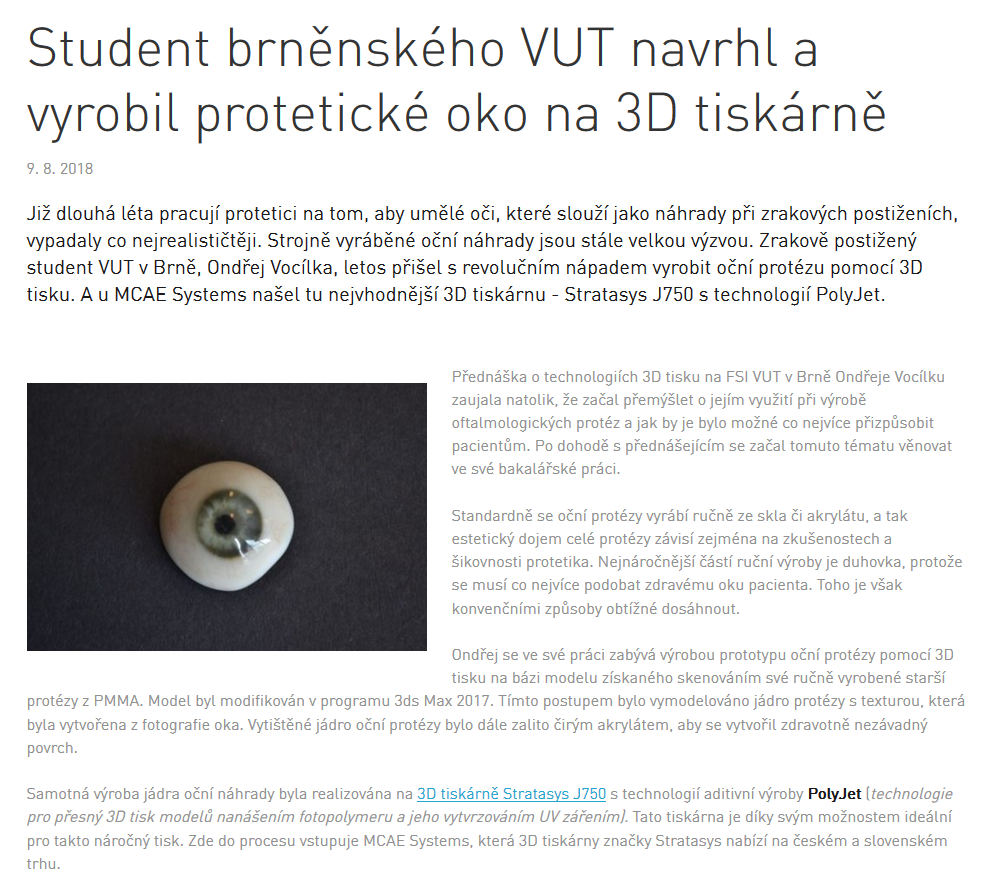 Student brněnského VUT navrhl a
vyrobil protetické oko na 3D tiskárně
9. 8. 2018
Již dlouhá léta pracují protetici na tom, aby umělé oči, které slouží jako náhrady při zrakových postiženích,
vypadaly co nejrealističtěji. Strojně vyráběné oční náhrady jsou stále velkou výzvou. Zrakově postižený
student VUT v Brně, Ondřej Vocílka, letos přišel s revolučním nápadem vyrobit oční protézu pomocí 3D
tisku. A u MCAE Systems našel tu nejvhodnější 3D tiskárnu - Stratasys J750 s technologií PolyJet.
Přednáška o technologiích 3D tisku na FSI VUT v Brně Ondřeje Vocílku
zaujala natolik, že začal přemýšlet o jejím využití při výrobě
oftalmologických protéz a jak by je bylo možné co nejvíce přizpůsobit
pacientům. Po dohodě s přednášejícím se začal tomuto tématu věnovat
ve své bakalářské práci.
Standardně se oční protézy vyrábí ručně ze skla či akrylátu, a tak
estetický dojem celé protézy závisí zejména na zkušenostech a
šikovnosti protetika. Nejnáročnější částí ruční výroby je duhovka, protože
se musí co nejvíce podobat zdravému oku pacienta. Toho je však
konvenčními způsoby obtížné dosáhnout.
Ondřej se ve své práci zabývá výrobou prototypu oční protézy pomocí 3D
tisku na bázi modelu získaného skenováním své ručně vyrobené starší
protézy z PMMA. Model byl modifikován v programu 3ds Max 2017. Tímto postupem bylo vymodelováno jádro protézy s texturou, která
byla vytvořena z fotografie oka. Vytištěné jádro oční protézy bylo dále zalito čirým akrylátem, aby se vytvořil zdravotně nezávadný
povrch.
Samotná výroba jádra oční náhrady byla realizována na 3D tiskárně Stratasys J750 s technologií aditivní výroby PolyJet (technologie
pro přesný 3D tisk modelů nanášením fotopolymeru a jeho vytvrzováním UV zářením). Tato tiskárna je díky svým možnostem ideální
pro takto náročný tisk. Zde do procesu vstupuje MCAE Systems, která 3D tiskárny značky Stratasys nabízí na českém a slovenském
trhu.